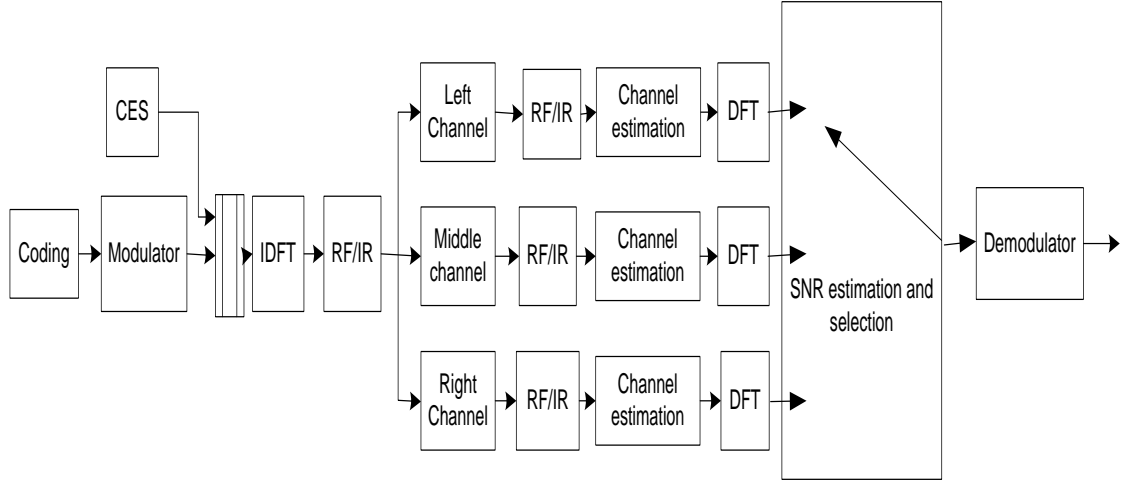 CES
Coding
Modulator
IDFT
RF/IR
Left
Channel
RF/IR
Channel
estimation
DFT
Middle
channel
RF/IR
Channel
estimation
DFT
Right
Channel
RF/IR
Channel
estimation
DFT
SNR estimation and
selection
Demodulator